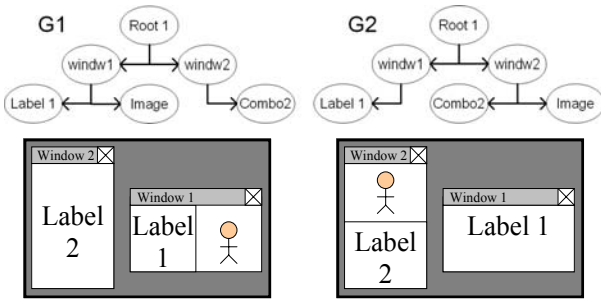 G1
Root 1
windw1
windw2
Label 1
Image
Combo2
G2
Root 1
windw1
windw2
Label 1
Combo2
Image
Window 2
Label
2
Window 1
Label
1
Window 2
Label
2
Window 1
Label 1